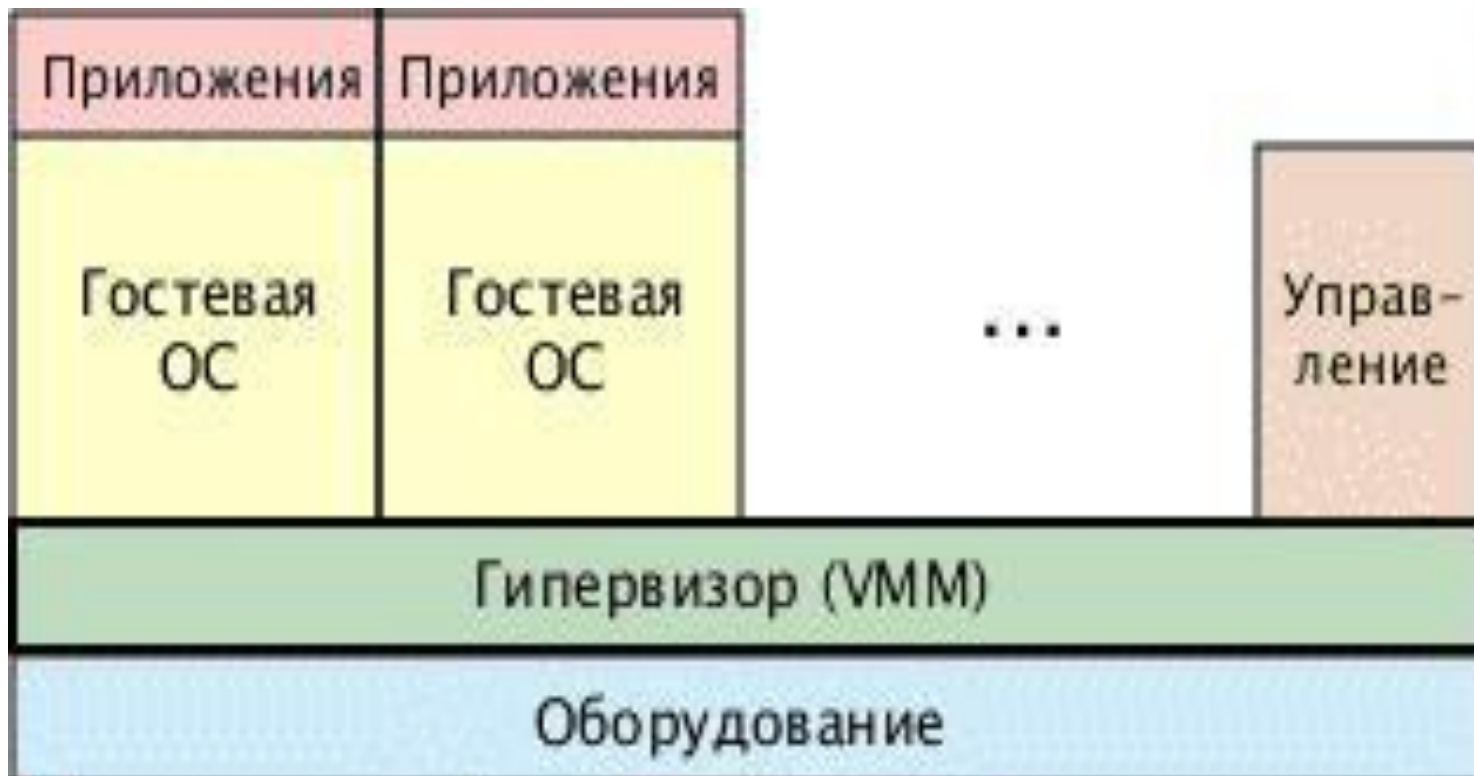 Приложения
Приложения
Гостевая
ОС
Гостевая
ОС
...
Управ-
ление
Гипервизор (VMM)
Оборудование